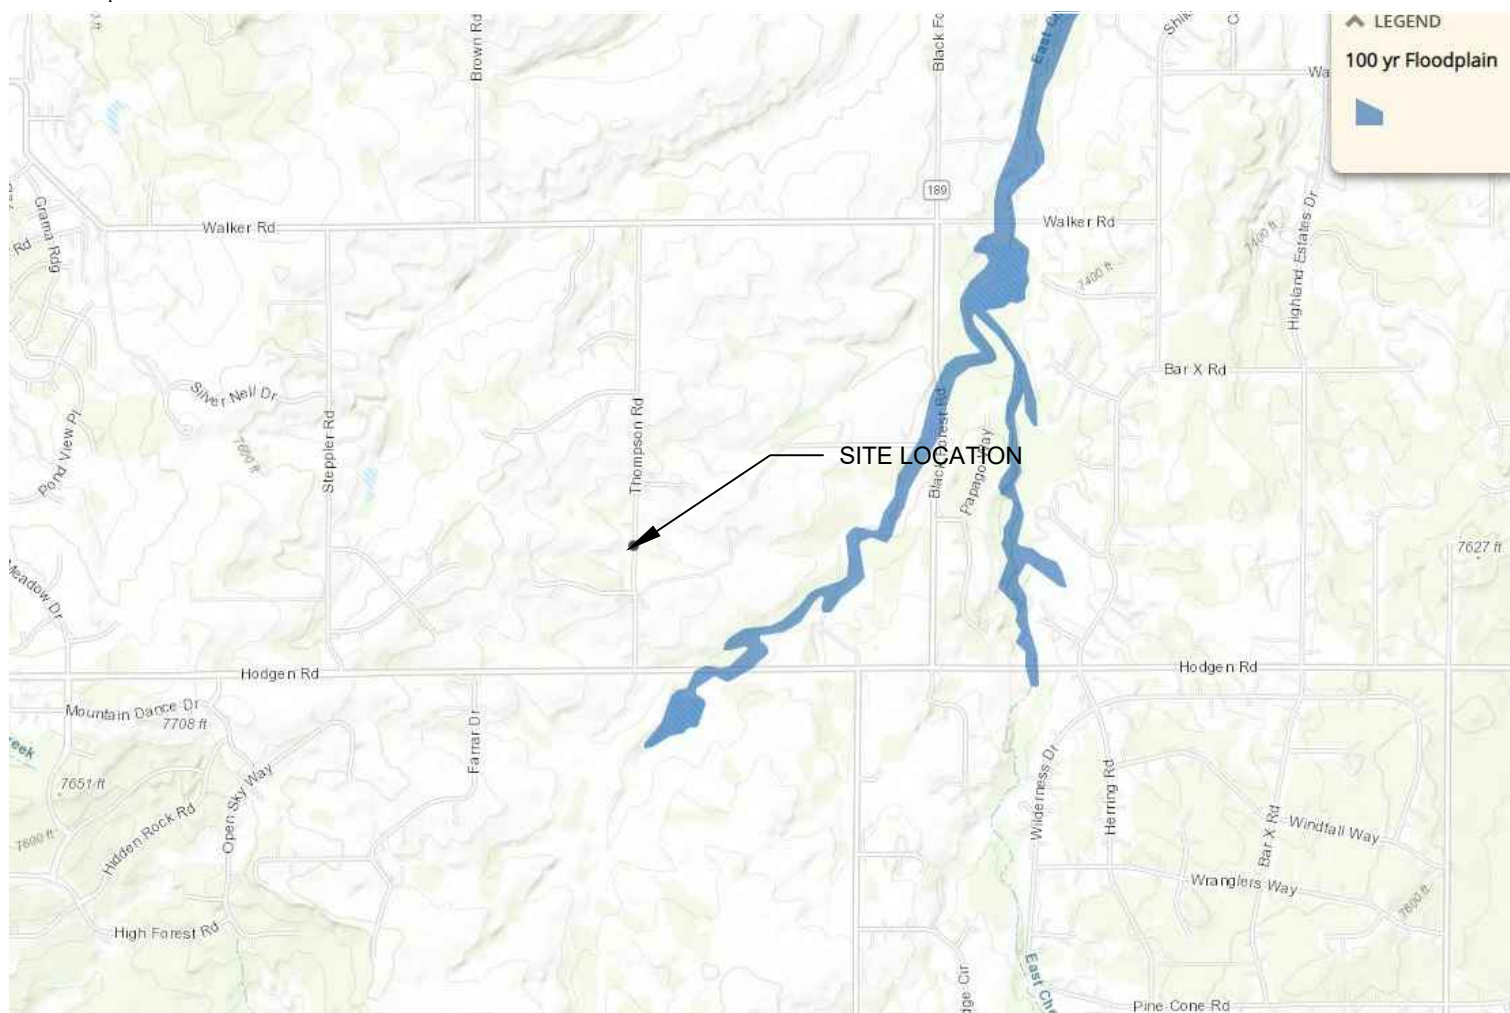 LEGEND
100 yr Floodplain
Brown Rd
Walker Rd
189
Walker Rd
Grama Rdg
Rd
7400 ft
7400 ft
Highland Estates Dr
Silver Nell Dr
Bar X Rd
Pond View Pl
7600 ft
Steppler Rd
Thompson Rd
SITE LOCATION
Black Forest Rd
Papago Way
7627 ft
Meadow Dr
Hodgen Rd
Hodgen Rd
Mountain Dance Dr
7708 ft
Farrar Dr
7651 ft
Open Sky Way
Hidden Rock Rd
7600 ft
High Forest Rd
Wilderness Dr
Herring Rd
Bar X Rd
Windfall Way
Wranglers Way
7600 ft
Pine Cone Rd